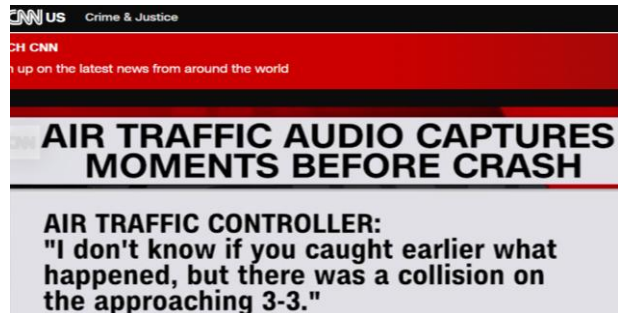 CNN US Crime & Justice
CH CNN
up on the latest news from around the world
AIR TRAFFIC AUDIO CAPTURES
MOMENTS BEFORE CRASH
AIR TRAFFIC CONTROLLER:
"I don't know if you caught earlier what
happened, but there was a collision on
the approaching 3-3."